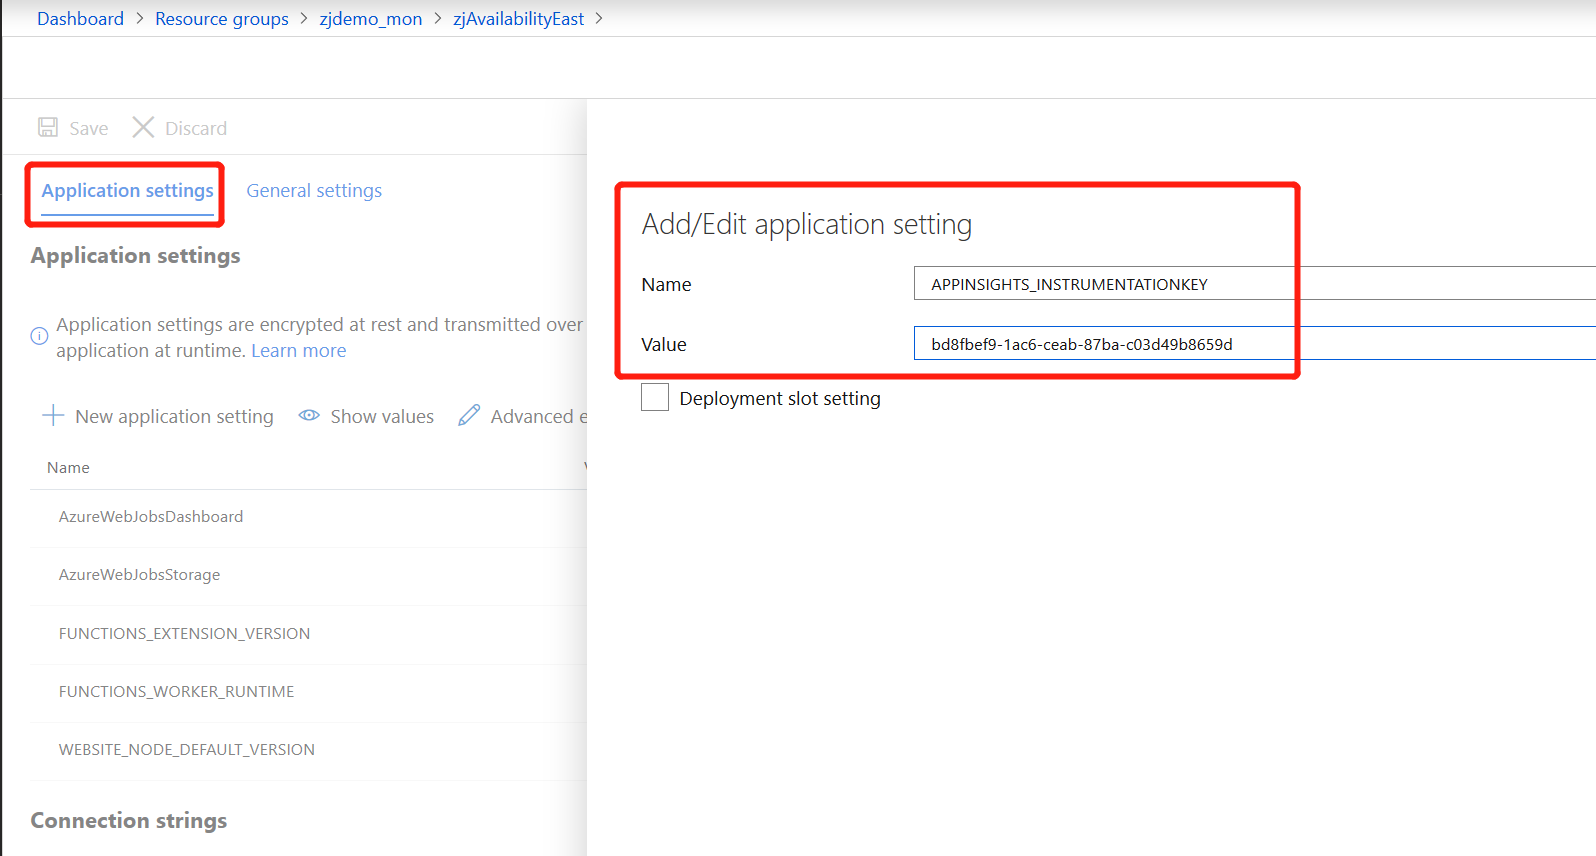 Dashboard > Resource groups > zjdemo_mon > zjAvailabilityEast >
Save Discard
Application settings General settings
Application settings
Application settings are encrypted at rest and transmitted over
application at runtime. Learn more
New application setting Show values Advanced e
Name
AzureWebJobsDashboard
AzureWebJobsStorage
FUNCTIONS_EXTENSION_VERSION
FUNCTIONS_WORKER_RUNTIME
WEBSITE_NODE_DEFAULT_VERSION
Connection strings
Add/Edit application setting
Name APPINSIGHTS_INSTRUMENTATIONKEY
Value bd8fbef9-1ac6-ceab-87ba-c03d49b8659d
Deployment slot setting